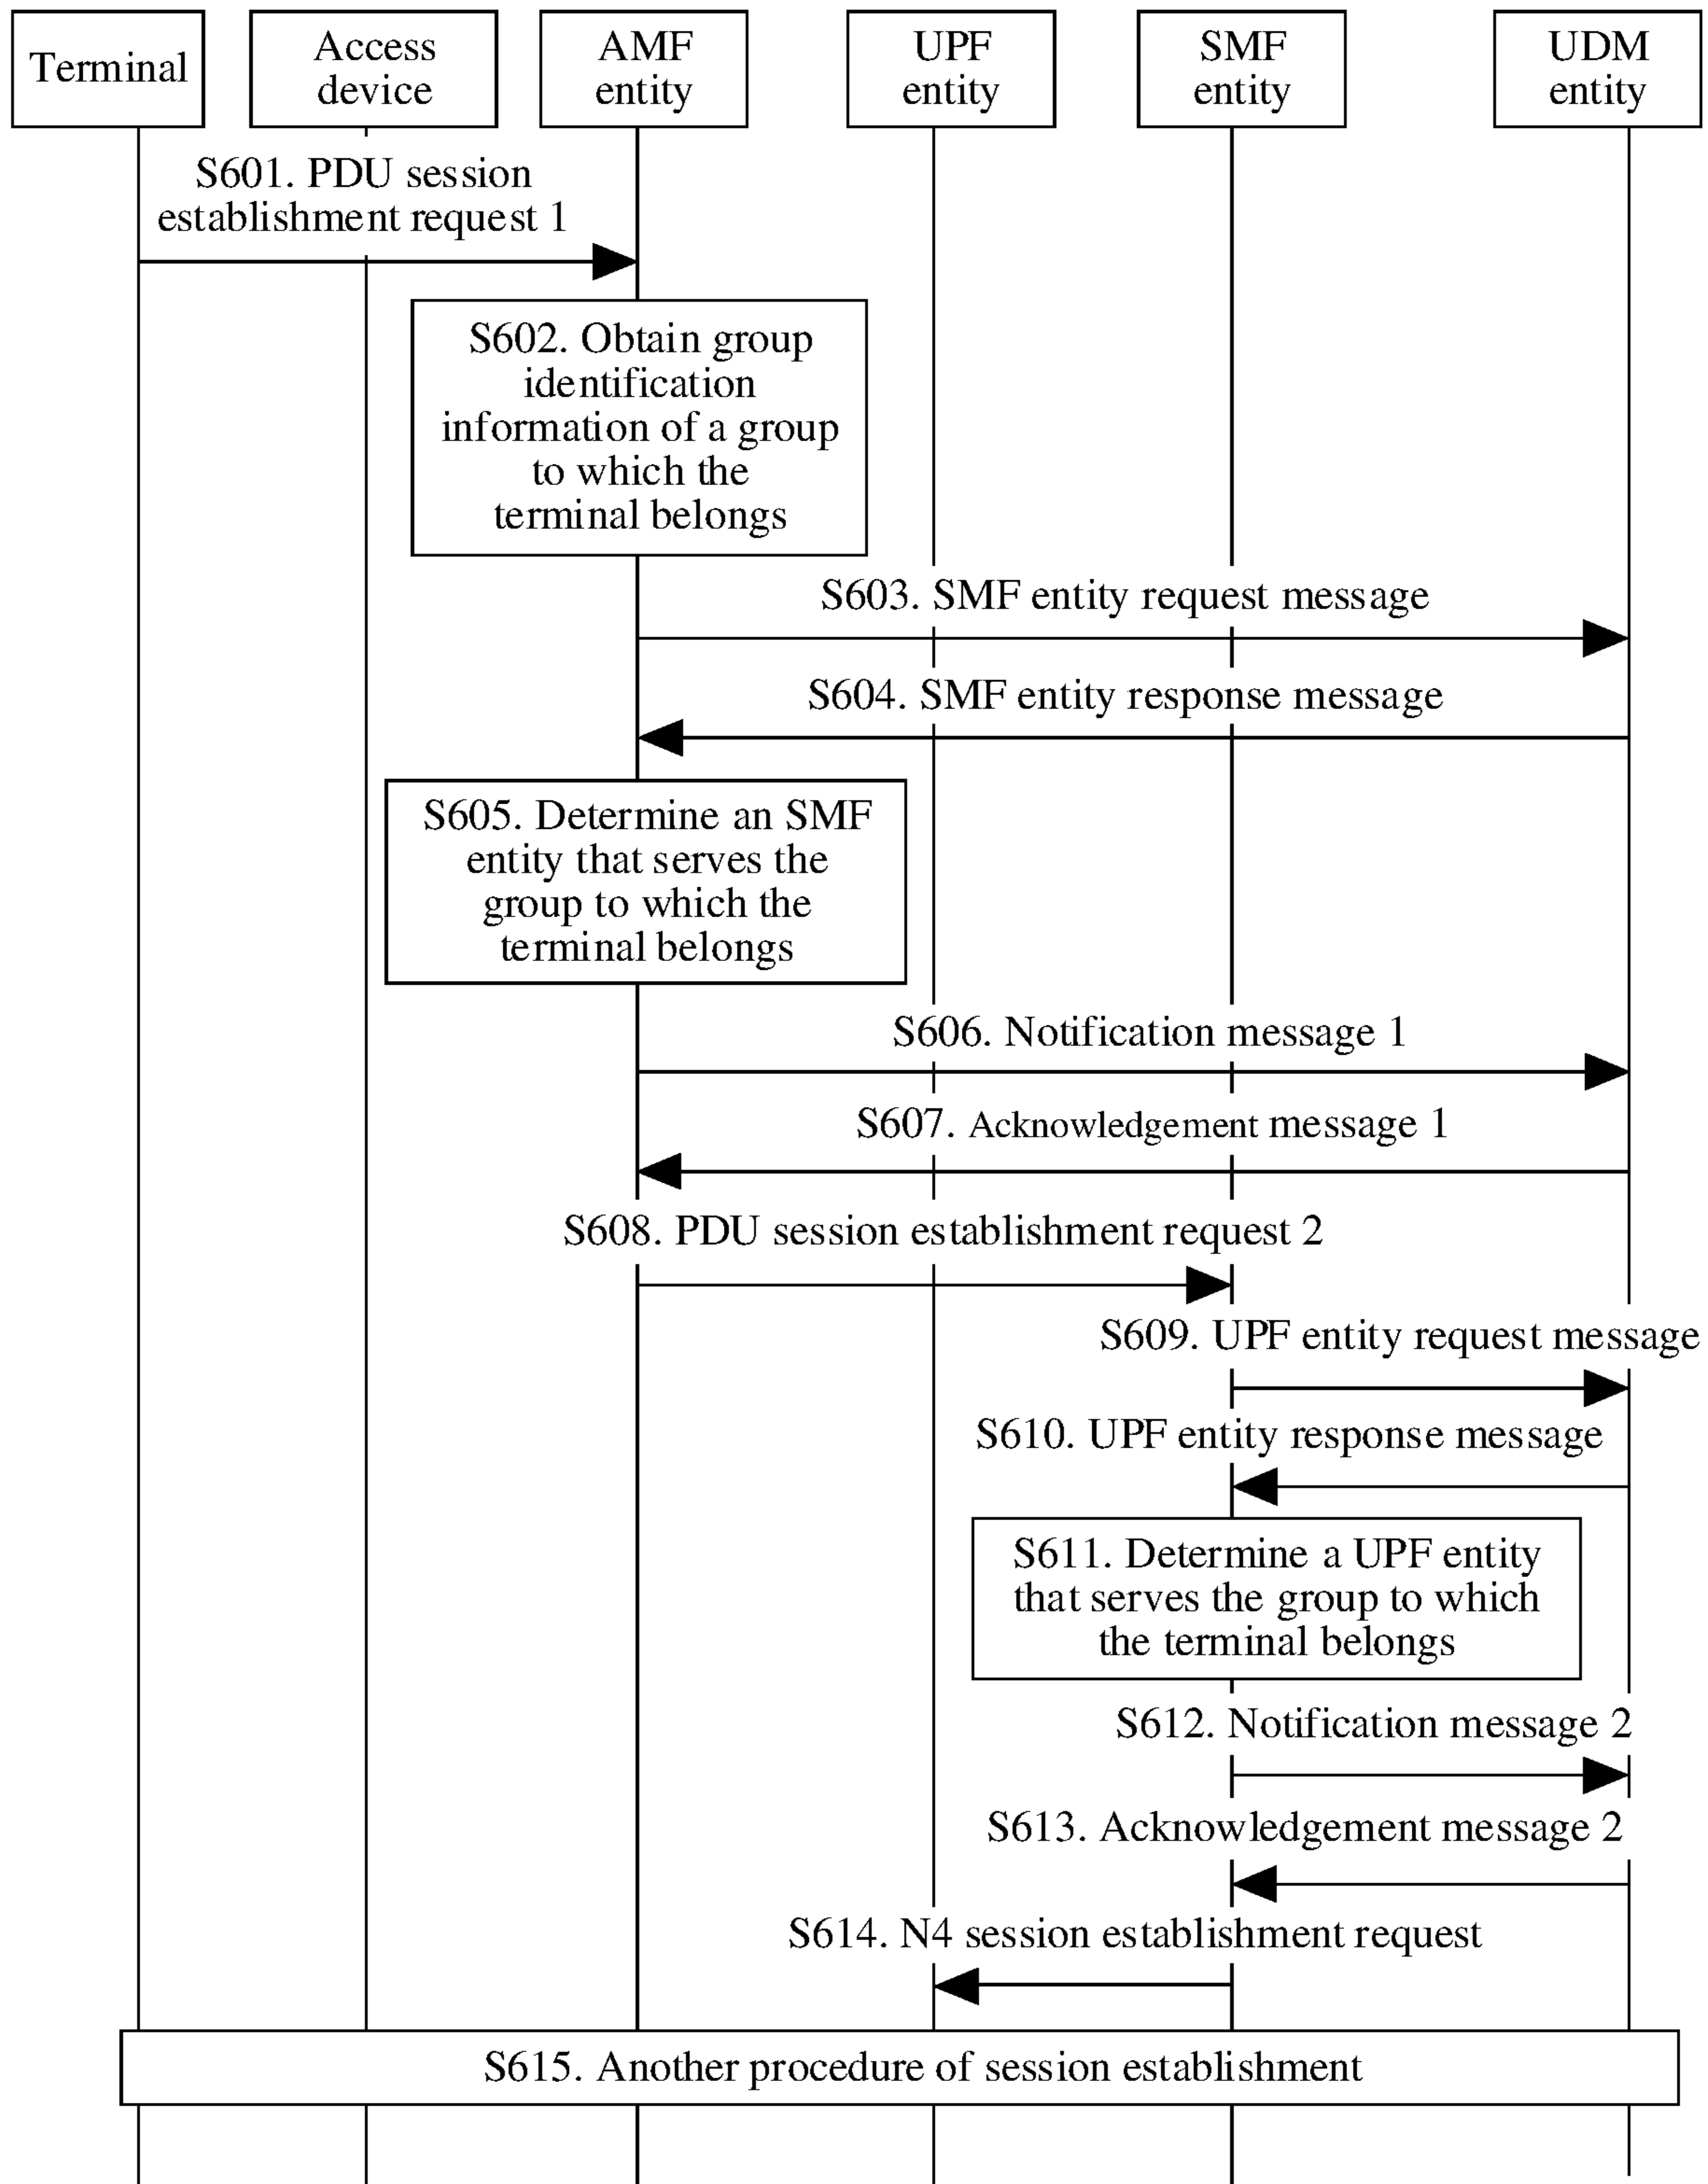 Terminal
Access
device
AMF
entity
UPF
entity
SMF
entity
UDM
entity
S601. PDU session
establishment request 1
S602. Obtain group
identification
information of a group
to which the
terminal belongs
S603. SMF entity request message
S604. SMF entity response message
S605. Determine an SMF
entity that serves the
group to which the
terminal belongs
S606. Notification message 1
S607. Acknowledgement message 1
S608. PDU session establishment request 2
S609. UPF entity request message
S610. UPF entity response message
S611. Determine a UPF entity
that serves the group to which
the terminal belongs
S612. Notification message 2
S613. Acknowledgement message 2
S614. N4 session establishment request
S615. Another procedure of session establishment